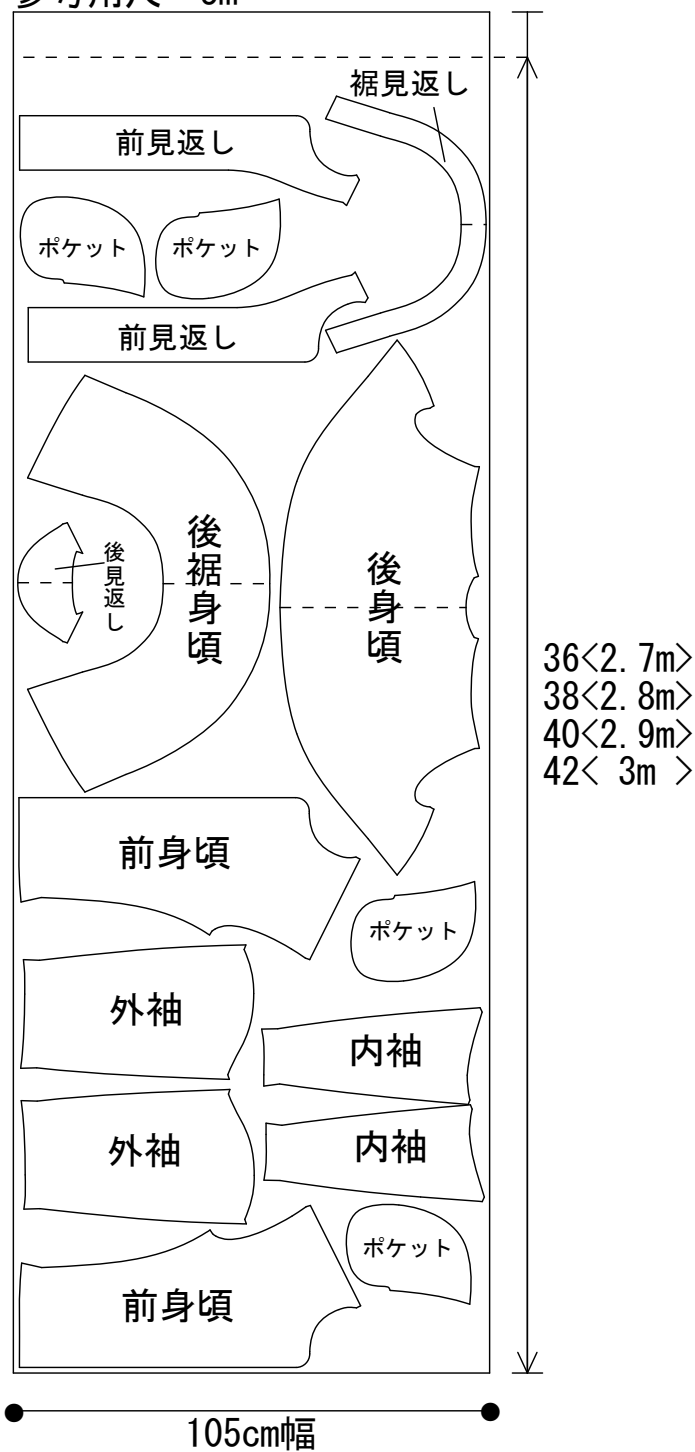 裾見返し
前見返し
ポケット
ポケット
前見返し
後見返し
後裾身頃
後身頃
36<2.7m>
38<2.8m>
40<2.9m>
42< 3m >
前身頃
ポケット
外袖
内袖
外袖
内袖
ポケット
前身頃
105cm幅